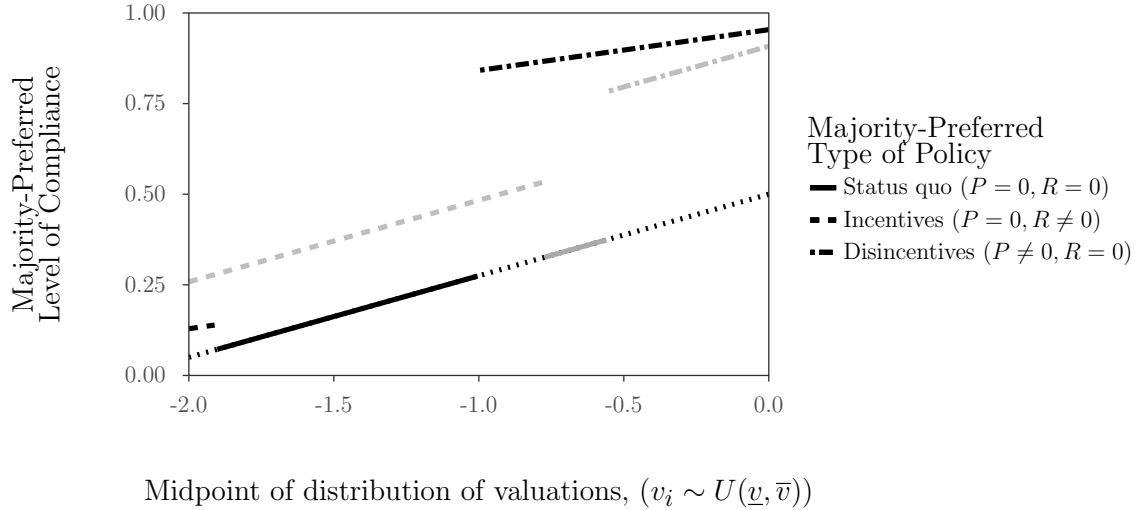 Majority-Preferred
Level of Compliance
1.00
0.75
0.50
0.25
0.00
-2.0
-1.5
-1.0
-0.5
0.0
Midpoint of distribution of valuations, (vᵢ ∼ U(v̲, v̅))
Majority-Preferred
Type of Policy
Status quo (P = 0, R = 0)
Incentives (P = 0, R ≠ 0)
Disincentives (P ≠ 0, R = 0)